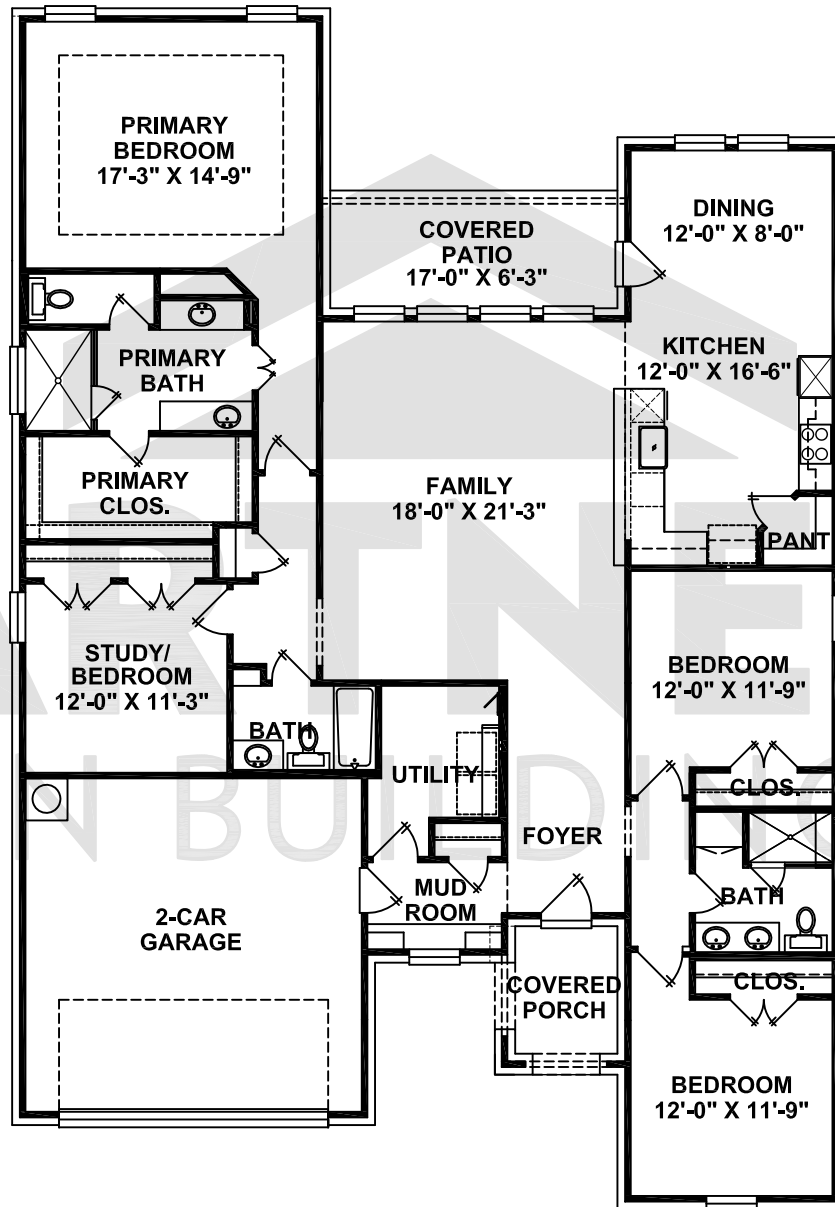 PRIMARY
BEDROOM
17'-3" X 14'-9"
COVERED
PATIO
17'-0" X 6'-3"
DINING
12'-0" X 8'-0"
PRIMARY
BATH
KITCHEN
12'-0" X 16'-6"
PRIMARY
CLOS.
FAMILY
18'-0" X 21'-3"
PANT
STUDY/
BEDROOM
12'-0" X 11'-3"
BEDROOM
12'-0" X 11'-9"
BATH
UTILITY
CLOS.
FOYER
MUD
ROOM
BATH
2-CAR
GARAGE
COVERED
PORCH
CLOS.
BEDROOM
12'-0" X 11'-9"
ARTNE
N BUILDING